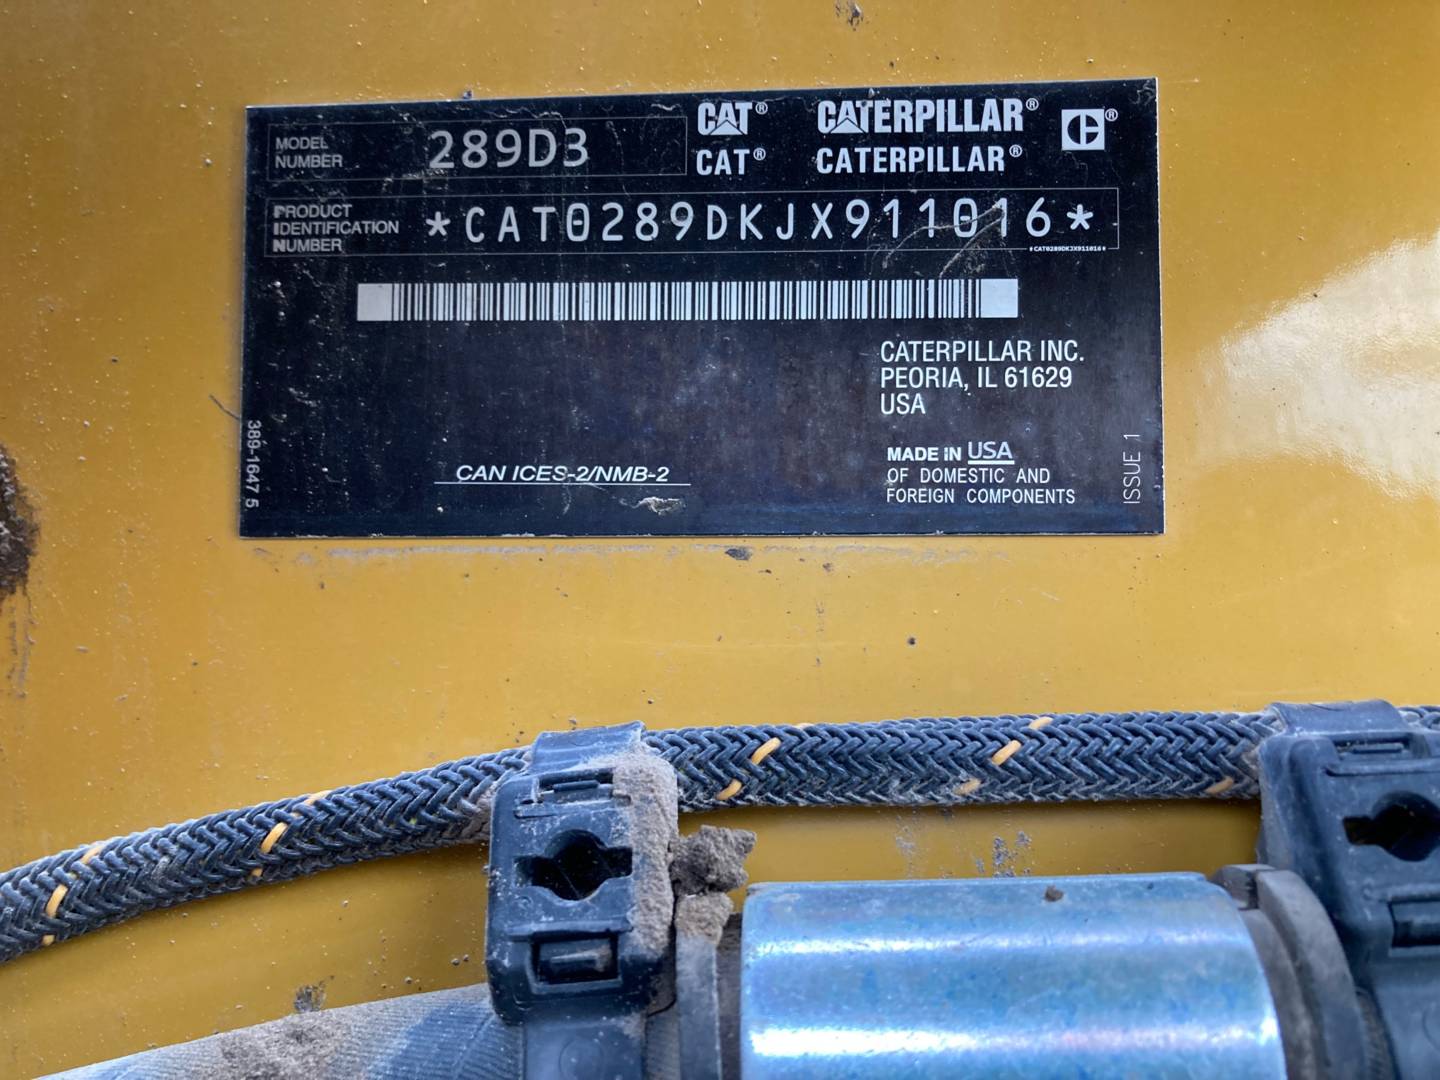 MODEL NUMBER 289D3
CAT® CATERPILLAR® ®
CAT® CATERPILLAR®
PRODUCT IDENTIFICATION NUMBER *CAT0289DKJX911016*
*CAT0289DKJX911016*
CATERPILLAR INC.
PEORIA, IL 61629
USA
MADE IN USA
OF DOMESTIC AND
FOREIGN COMPONENTS
CAN ICES-2/NMB-2
389-1647 5
ISSUE 1